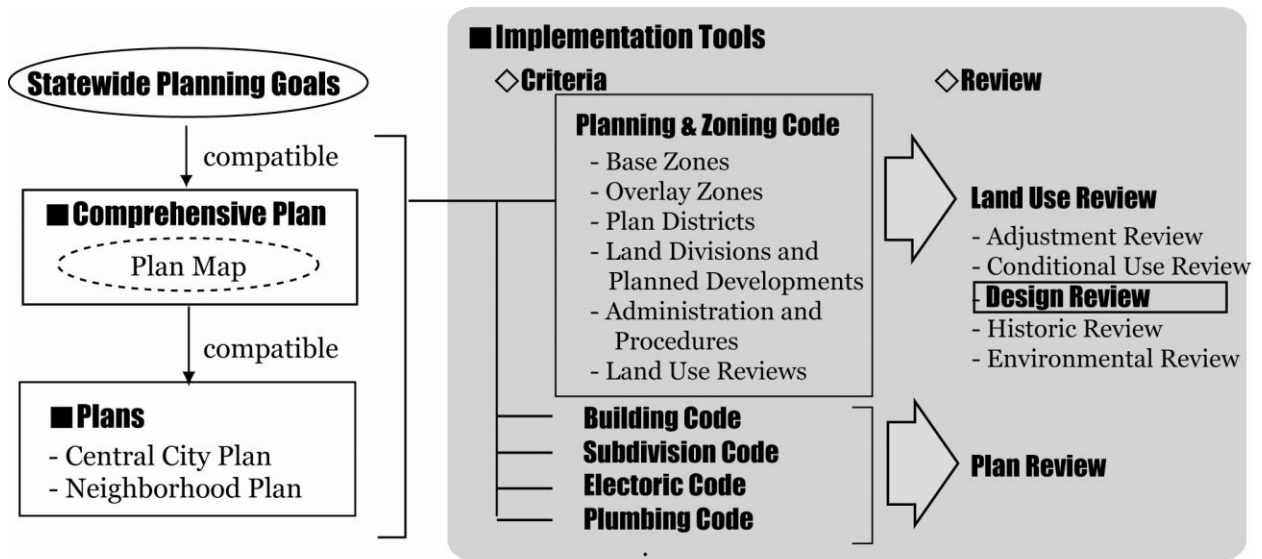 Statewide Planning Goals
compatible
■Comprehensive Plan
Plan Map
compatible
■Plans
- Central City Plan
- Neighborhood Plan
■Implementation Tools
◇Criteria
Planning & Zoning Code
- Base Zones
- Overlay Zones
- Plan Districts
- Land Divisions and
Planned Developments
- Administration and
Procedures
- Land Use Reviews
Building Code
Subdivision Code
Electoric Code
Plumbing Code
.
◇Review
Land Use Review
- Adjustment Review
- Conditional Use Review
- Design Review
- Historic Review
- Environmental Review
Plan Review